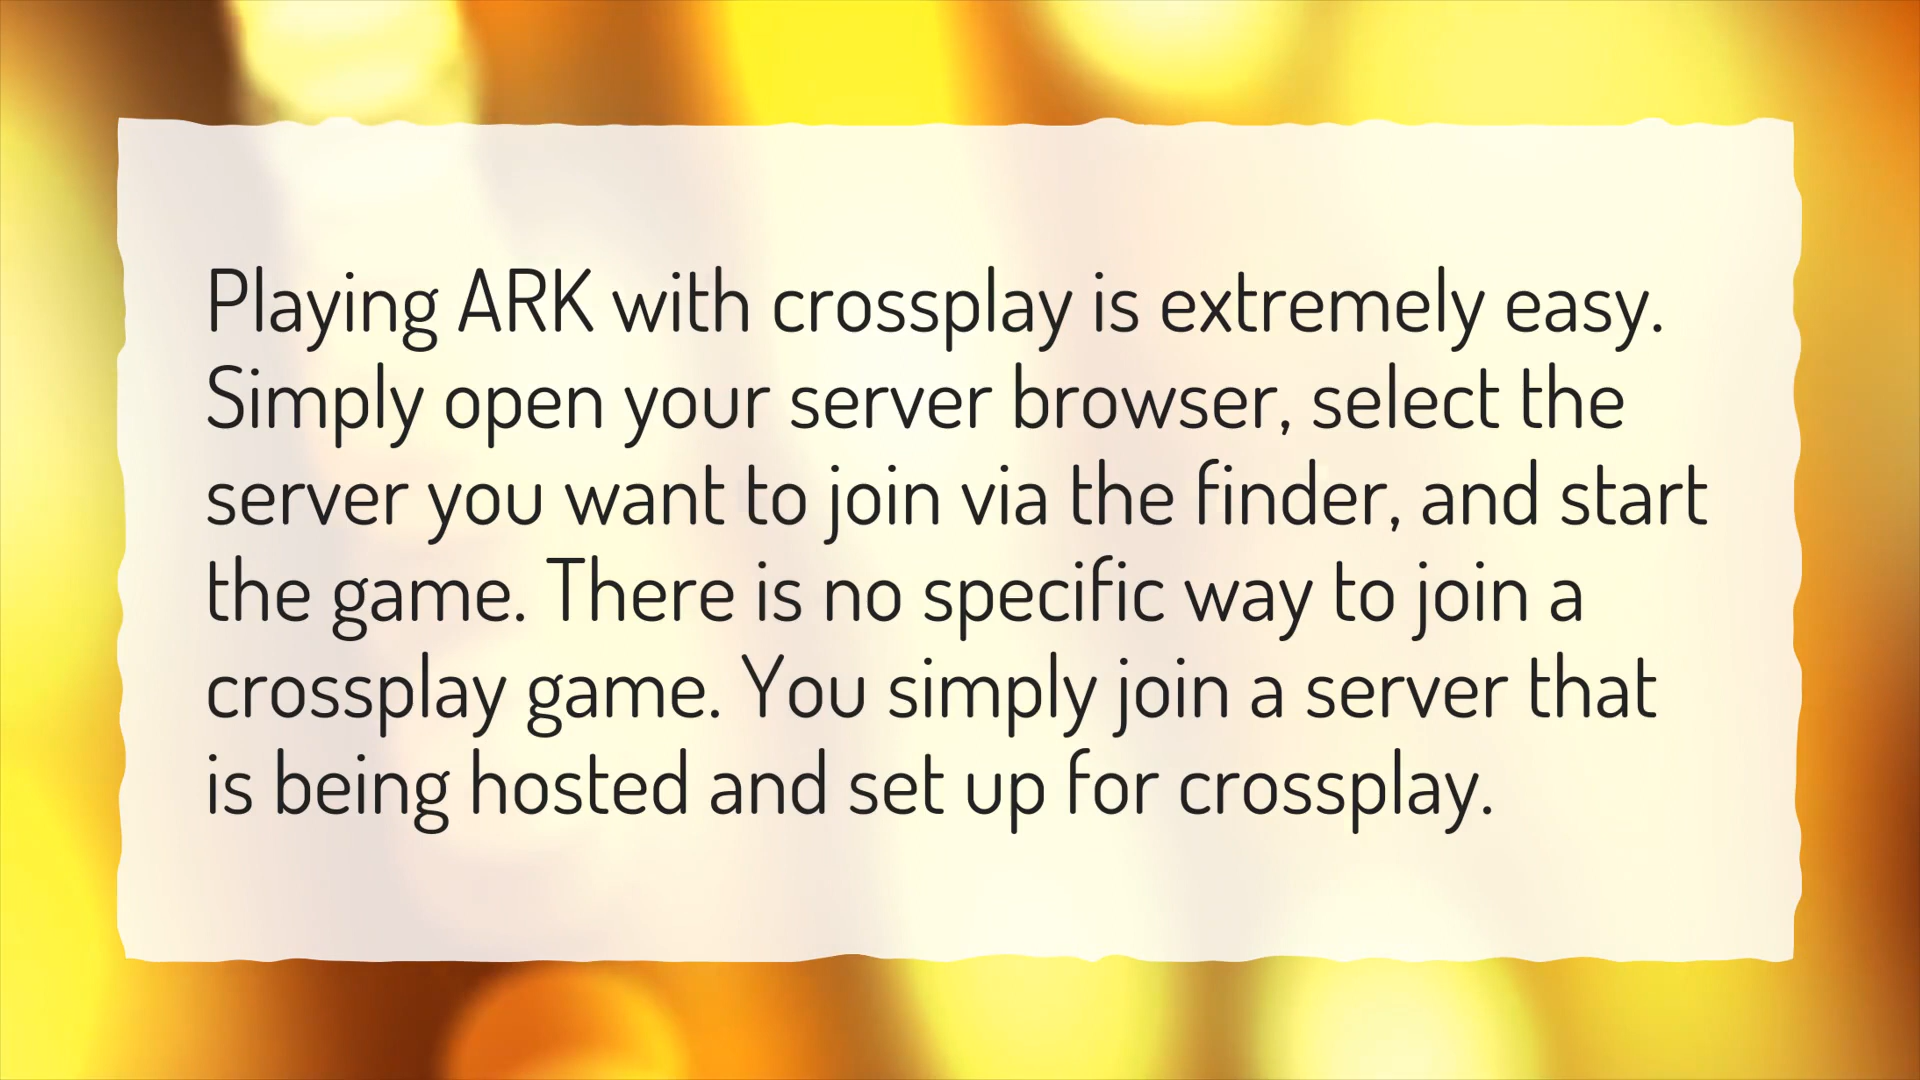 Playing ARK with crossplay is extremely easy.
Simply open your server browser, select the
server you want to join via the finder, and start
the game. There is no specific way to join a
crossplay game. You simply join a server that
is being hosted and set up for crossplay.